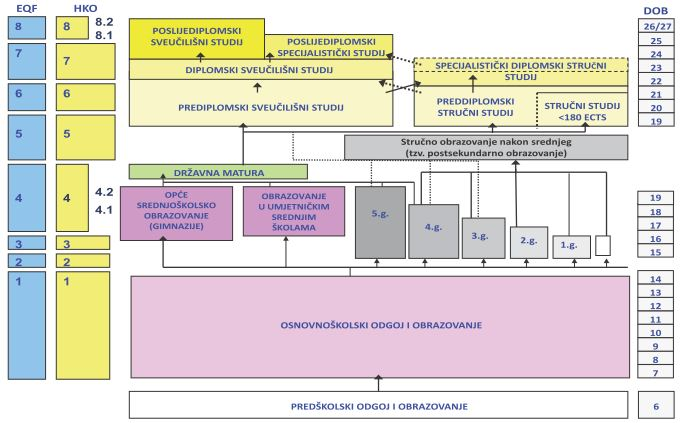 EQF HKO DOB
8 8 8.2
8.1
7 7
6 6
5 5
4 4 4.2
4.1
3 3
2 2
1 1
POSLIJEDIPLOMSKI
SVEUČILIŠNI STUDIJ
POSLIJEDIPLOMSKI
SPECIJALISTIČKI STUDIJ
DIPLOMSKI SVEUČILIŠNI STUDIJ
SPECIJALISTIČKI DIPLOMSKI STRUČNI
STUDIJ
PREDIPLOMSKI SVEUČILIŠNI STUDIJ
PREDDIPLOMSKI
STRUČNI STUDIJ
STRUČNI STUDIJ
<180 ECTS
Stručno obrazovanje nakon srednjeg
(tzv. postsekundarno obrazovanje)
DRŽAVNA MATURA
OPĆE
SREDNJOŠKOLSKO
OBRAZOVANJE
(GIMNAZIJE)
OBRAZOVANJE
U UMJETNIČKIM
SREDNJIM
ŠKOLAMA
5.g.
4.g.
3.g.
2.g.
1.g.
OSNOVNOŠKOLSKI ODGOJ I OBRAZOVANJE
PREDŠKOLSKI ODGOJ I OBRAZOVANJE
26/27
25
24
23
22
21
20
19
19
18
17
16
15
14
13
12
11
10
9
8
7
6